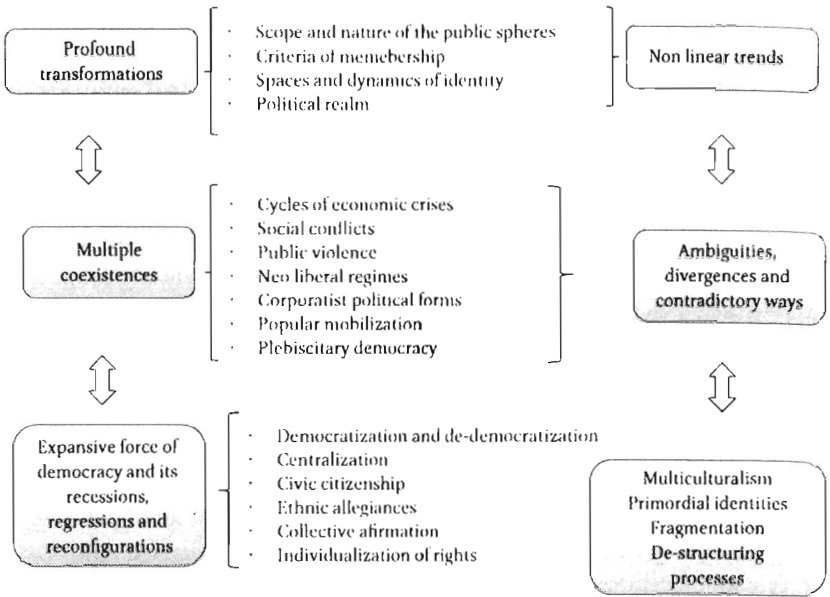 Profound
transformations
· Scope and nature of the public spheres
· Criteria of memebership
· Spaces and dynamics of identity
· Political realm
Non linear trends
Multiple
coexistences
· Cycles of economic crises
· Social conflicts
· Public violence
· Neo liberal regimes
· Corporatist political forms
· Popular mobilization
· Plebiscitary democracy
Ambiguities,
divergences and
contradictory ways
Expansive force of
democracy and its
recessions,
regressions and
reconfigurations
· Democratization and de-democratization
· Centralization
· Civic citizenship
· Ethnic allegiances
· Collective afirmation
· Individualization of rights
Multiculturalism
Primordial identities
Fragmentation
De-structuring
processes